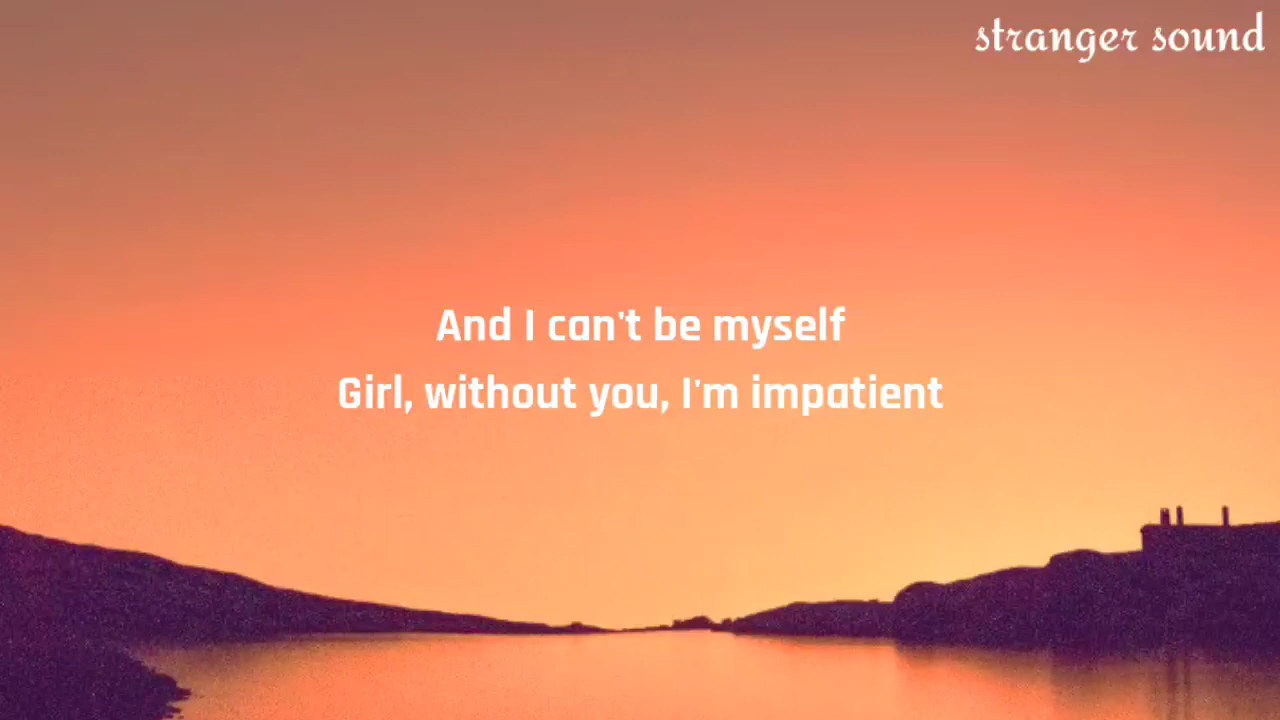 stranger sound
And I can't be myself
Girl, without you, I'm impatient